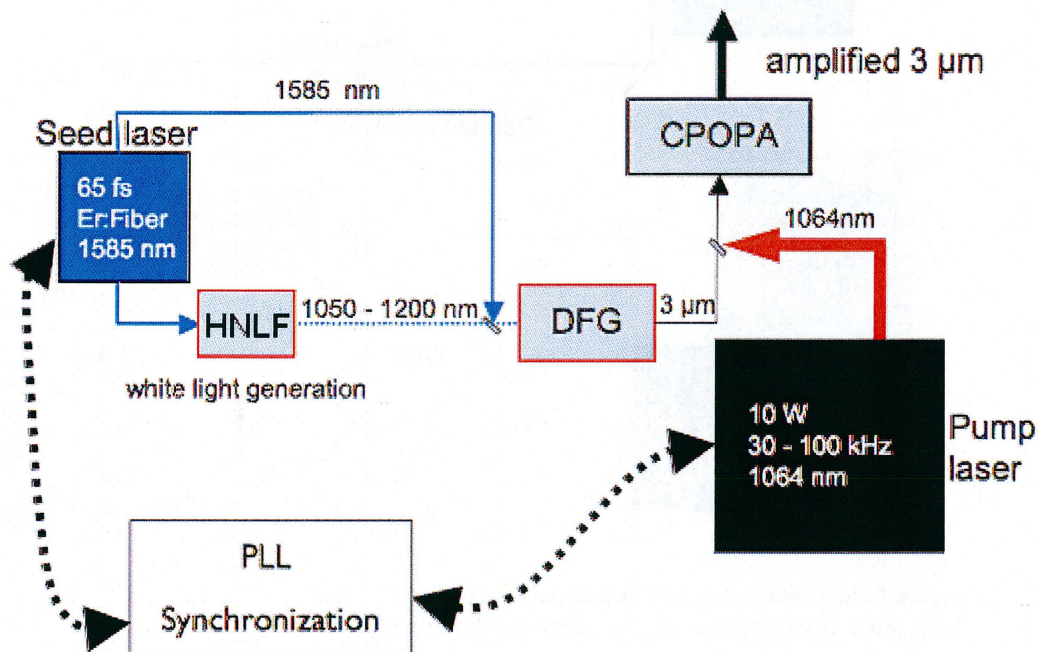 amplified 3 µm
1585 nm
Seed laser
CPOPA
65 fs
Er:Fiber
1585 nm
1064nm
HNLF
1050 - 1200 nm
DFG
3 µm
white light generation
10 W
30 - 100 kHz
1064 nm
Pump
laser
PLL
Synchronization